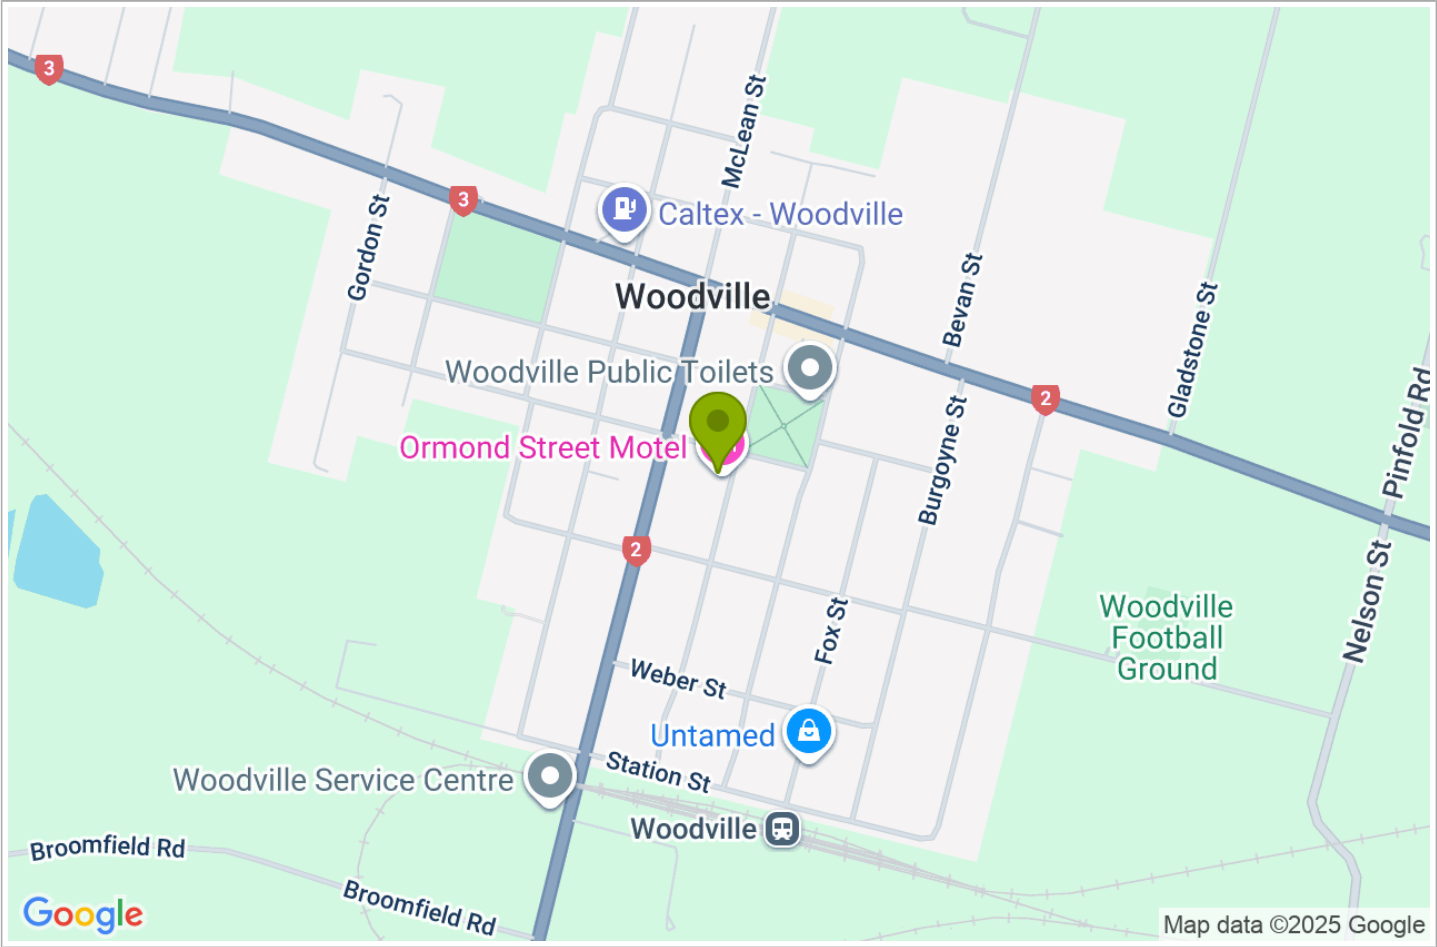 3
McLean St
3
Caltex - Woodville
Gordon St
Woodville
Bevan St
Gladstone St
Woodville Public Toilets
2
Pinfold Rd
Ormond Street Motel
Burgoyne St
2
Nelson St
Woodville
Football
Ground
Fox St
Weber St
Untamed
Station St
Woodville Service Centre
Woodville
Broomfield Rd
Broomfield Rd
Google
Map data ©2025 Google